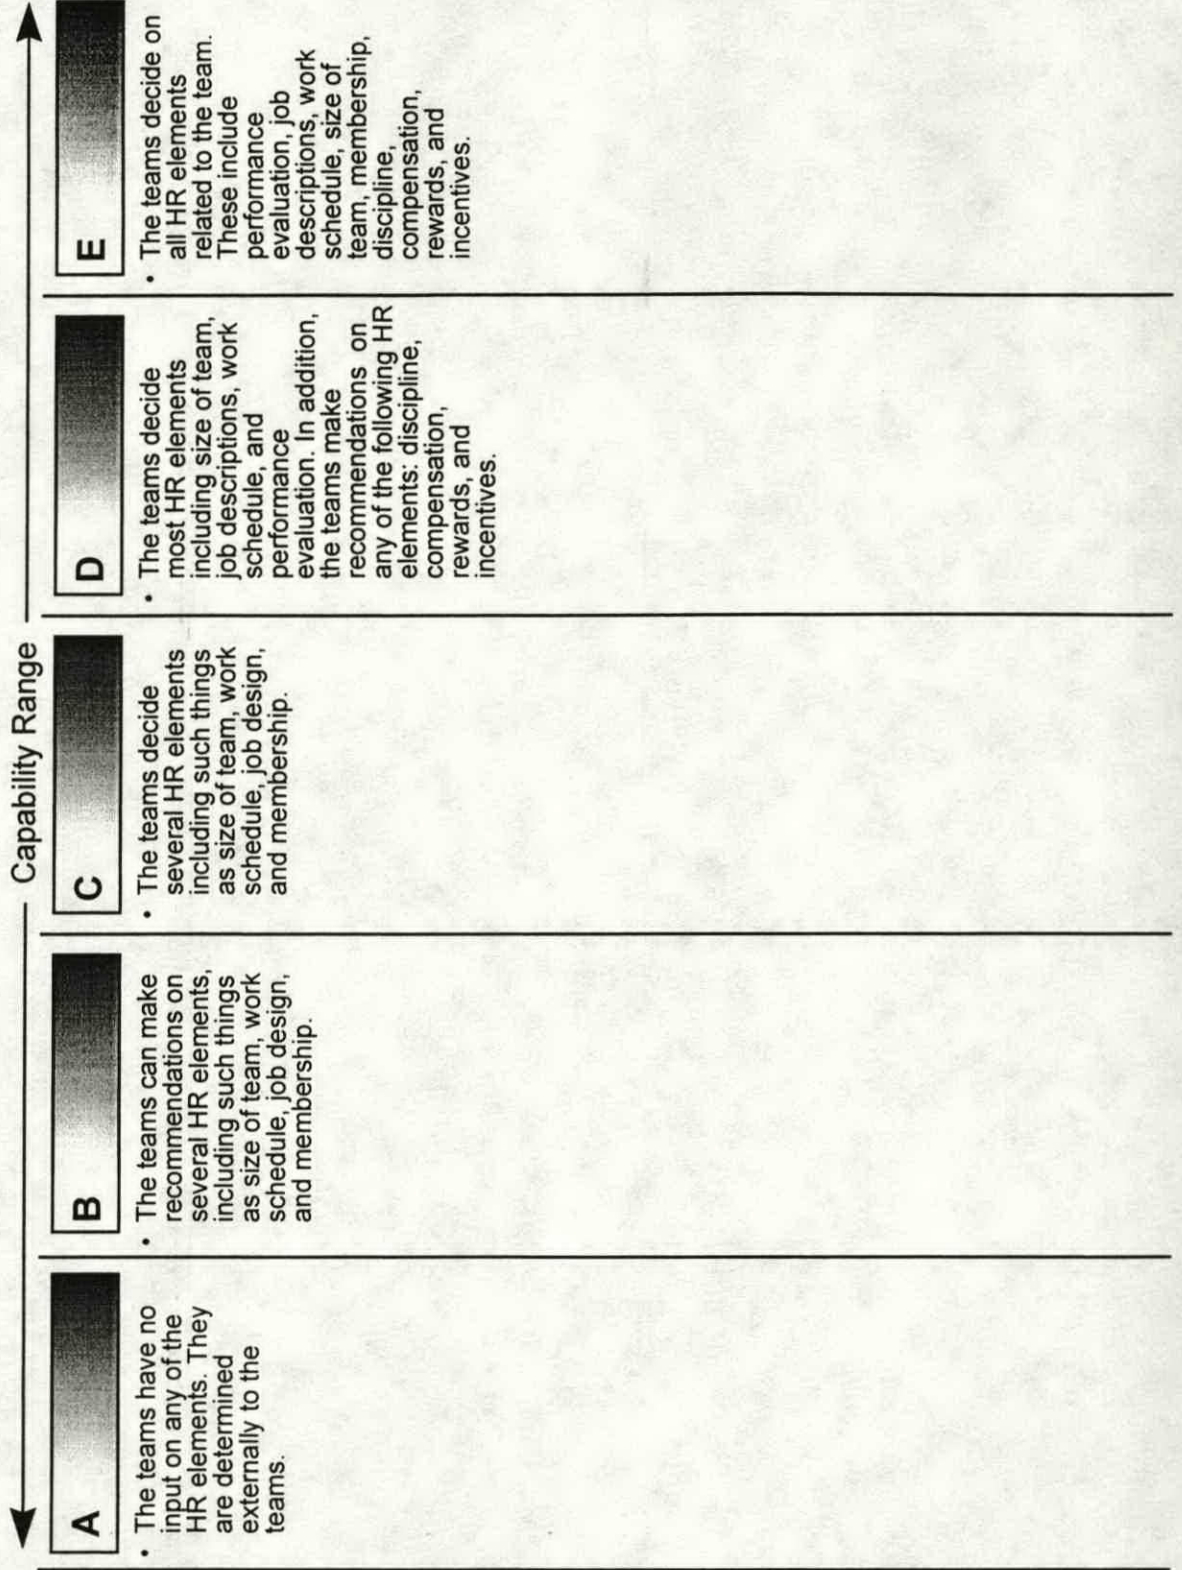 Capability Range
A
• The teams have no
input on any of the
HR elements. They
are determined
externally to the
teams.
B
• The teams can make
recommendations on
several HR elements,
including such things
as size of team, work
schedule, job design,
and membership.
C
• The teams decide
several HR elements
including such things
as size of team, work
schedule, job design,
and membership.
D
• The teams decide
most HR elements
including size of team,
job descriptions, work
schedule, and
performance
evaluation. In addition,
the teams make
recommendations on
any of the following HR
elements: discipline,
compensation,
rewards, and
incentives.
E
• The teams decide on
all HR elements
related to the team.
These include
performance
evaluation, job
descriptions, work
schedule, size of
team, membership,
discipline,
compensation,
rewards, and
incentives.